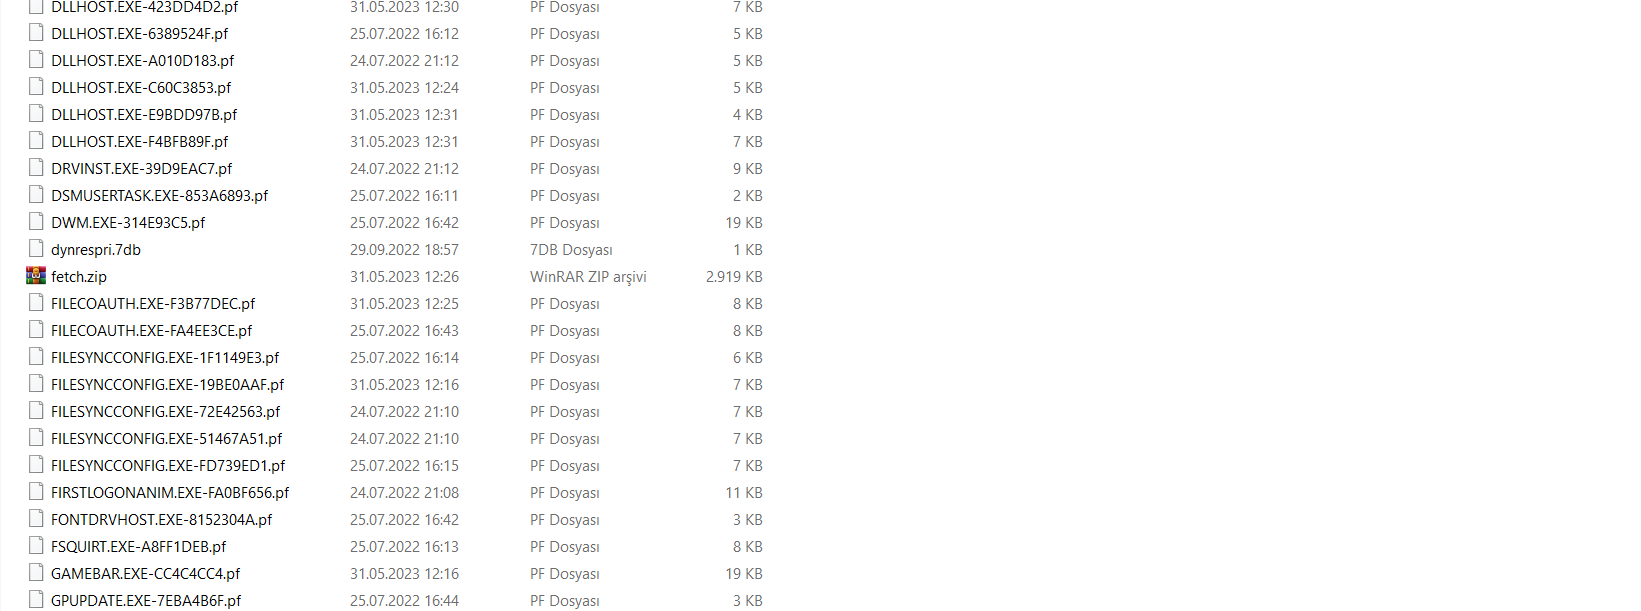 DLLHOST.EXE-423DD4D2.pf 31.05.2023 12:30 PF Dosyası 7 KB
DLLHOST.EXE-6389524F.pf 25.07.2022 16:12 PF Dosyası 5 KB
DLLHOST.EXE-A010D183.pf 24.07.2022 21:12 PF Dosyası 5 KB
DLLHOST.EXE-C60C3853.pf 31.05.2023 12:24 PF Dosyası 5 KB
DLLHOST.EXE-E9BDD97B.pf 31.05.2023 12:31 PF Dosyası 4 KB
DLLHOST.EXE-F4BFB89F.pf 31.05.2023 12:31 PF Dosyası 7 KB
DRVINST.EXE-39D9EAC7.pf 24.07.2022 21:12 PF Dosyası 9 KB
DSMUSERTASK.EXE-853A6893.pf 25.07.2022 16:11 PF Dosyası 2 KB
DWM.EXE-314E93C5.pf 25.07.2022 16:42 PF Dosyası 19 KB
dynrespri.7db 29.09.2022 18:57 7DB Dosyası 1 KB
fetch.zip 31.05.2023 12:26 WinRAR ZIP arşivi 2.919 KB
FILECOAUTH.EXE-F3B77DEC.pf 31.05.2023 12:25 PF Dosyası 8 KB
FILECOAUTH.EXE-FA4EE3CE.pf 25.07.2022 16:43 PF Dosyası 8 KB
FILESYNCCONFIG.EXE-1F1149E3.pf 25.07.2022 16:14 PF Dosyası 6 KB
FILESYNCCONFIG.EXE-19BE0AAF.pf 31.05.2023 12:16 PF Dosyası 7 KB
FILESYNCCONFIG.EXE-72E42563.pf 24.07.2022 21:10 PF Dosyası 7 KB
FILESYNCCONFIG.EXE-51467A51.pf 24.07.2022 21:10 PF Dosyası 7 KB
FILESYNCCONFIG.EXE-FD739ED1.pf 25.07.2022 16:15 PF Dosyası 7 KB
FIRSTLOGONANIM.EXE-FA0BF656.pf 24.07.2022 21:08 PF Dosyası 11 KB
FONTDRVHOST.EXE-8152304A.pf 25.07.2022 16:42 PF Dosyası 3 KB
FSQUIRT.EXE-A8FF1DEB.pf 25.07.2022 16:13 PF Dosyası 8 KB
GAMEBAR.EXE-CC4C4CC4.pf 31.05.2023 12:16 PF Dosyası 19 KB
GPUPDATE.EXE-7EBA4B6F.pf 25.07.2022 16:44 PF Dosyası 3 KB